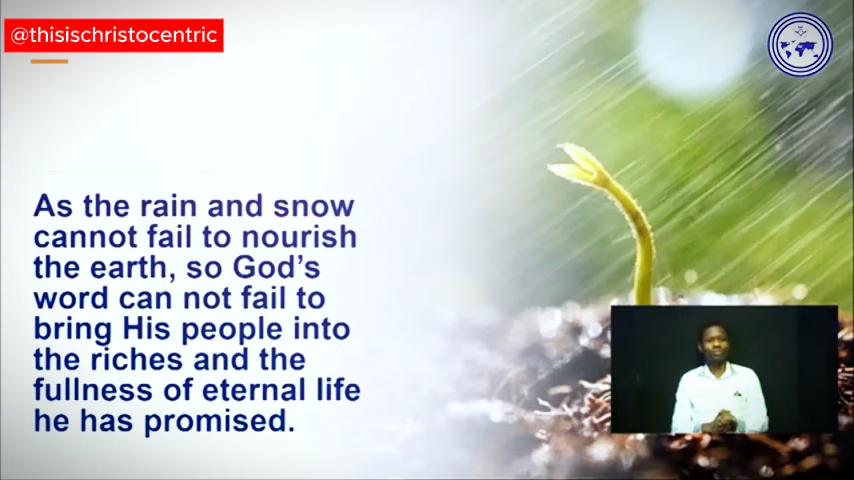 @thisischristocentric
As the rain and snow
cannot fail to nourish
the earth, so God’s
word can not fail to
bring His people into
the riches and the
fullness of eternal life
he has promised.